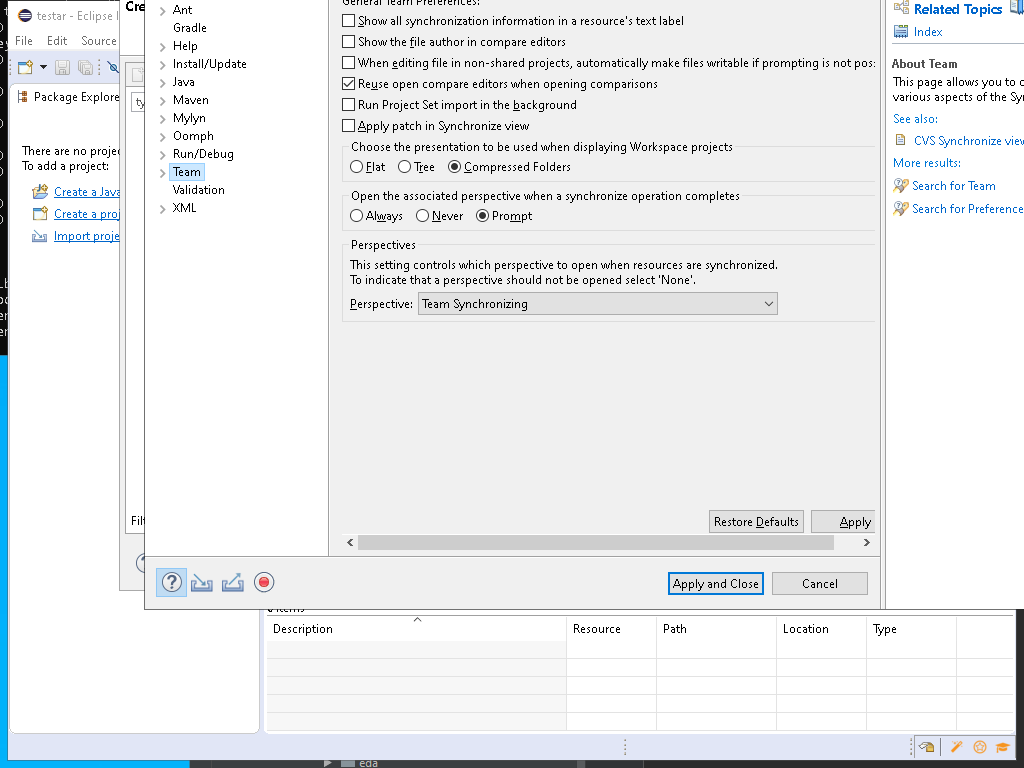 testar - Eclipse I
File Edit Source
Package Explore
There are no projec
To add a project:
Create a Java
Create a proj
Import proje
Cre
ty
Filt
Ant
Gradle
Help
Install/Update
Java
Maven
Mylyn
Oomph
Run/Debug
Team
Validation
XML
General Team Preferences:
Show all synchronization information in a resource's text label
Show the file author in compare editors
When editing file in non-shared projects, automatically make files writable if prompting is not pos:
Reuse open compare editors when opening comparisons
Run Project Set import in the background
Apply patch in Synchronize view
Choose the presentation to be used when displaying Workspace projects
Flat Tree Compressed Folders
Open the associated perspective when a synchronize operation completes
Always Never Prompt
Perspectives
This setting controls which perspective to open when resources are synchronized.
To indicate that a perspective should not be opened select 'None'.
Perspective: Team Synchronizing
Restore Defaults Apply
Apply and Close Cancel
Related Topics
Index
About Team
This page allows you to c
various aspects of the Syn
See also:
CVS Synchronize view
More results:
Search for Team
Search for Preference
0 items
Description Resource Path Location Type
eda